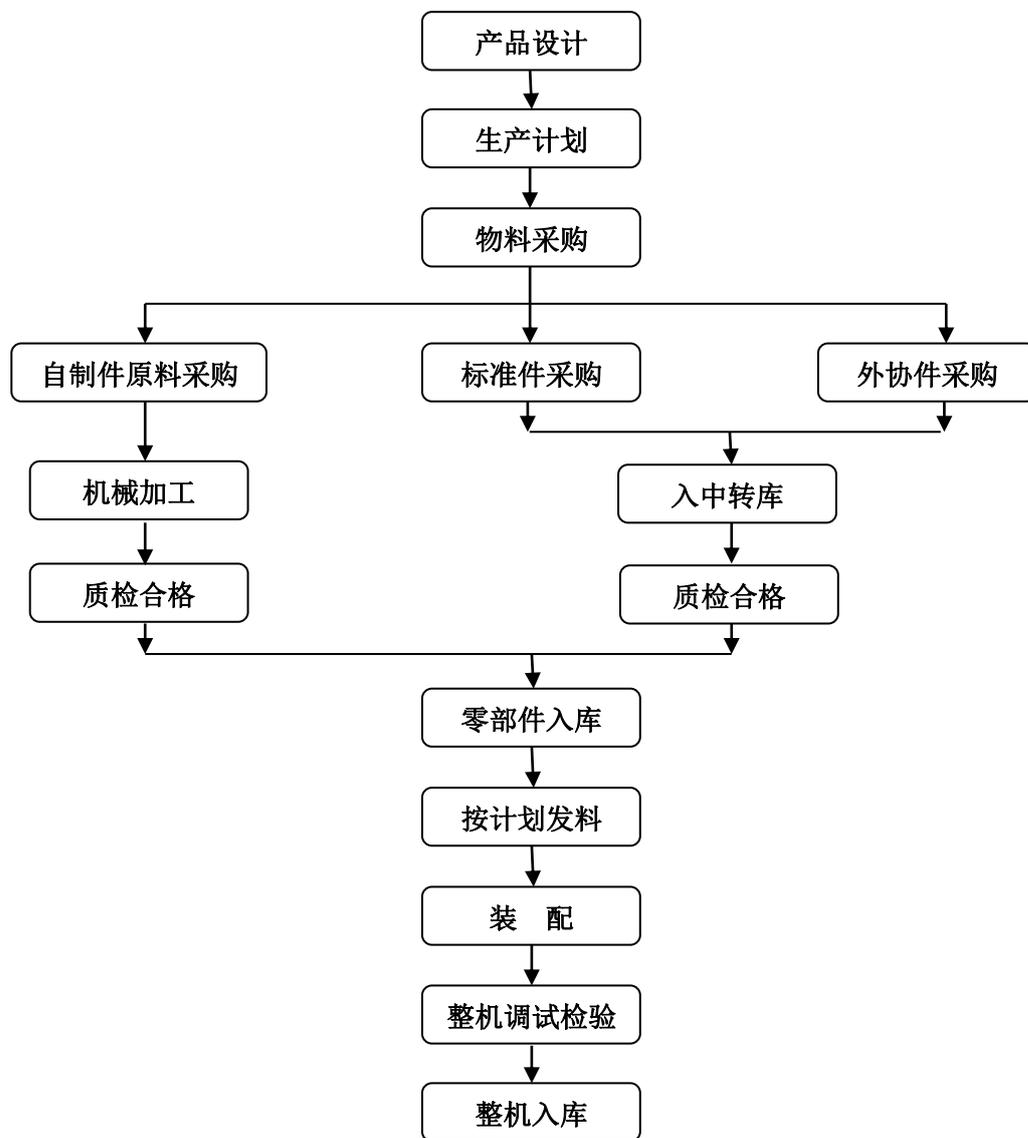 产品设计
生产计划
物料采购
自制件原料采购
标准件采购
外协件采购
机械加工
入中转库
质检合格
质检合格
零部件入库
按计划发料
装 配
整机调试检验
整机入库